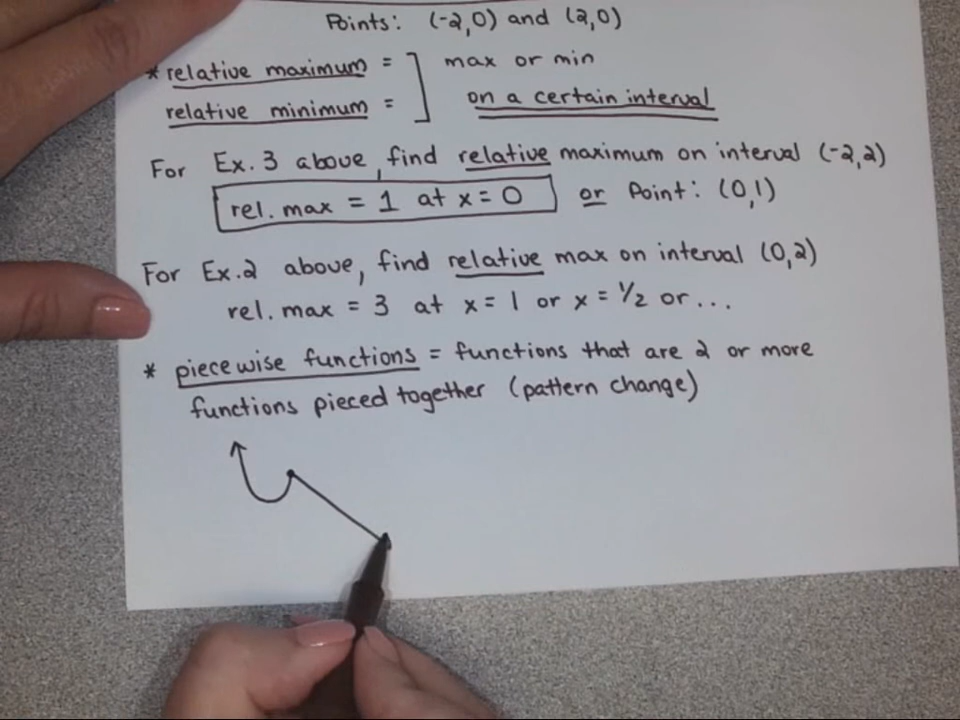 Points: (-2,0) and (2,0)
* relative maximum = ] max or min
relative minimum = on a certain interval
For Ex. 3 above, find relative maximum on interval (-2,2)
rel. max = 1 at x = 0 or Point: (0,1)
For Ex. 2 above, find relative max on interval (0,2)
rel. max = 3 at x = 1 or x = 1/2 or ...
* piecewise functions = functions that are 2 or more
functions pieced together (pattern change)